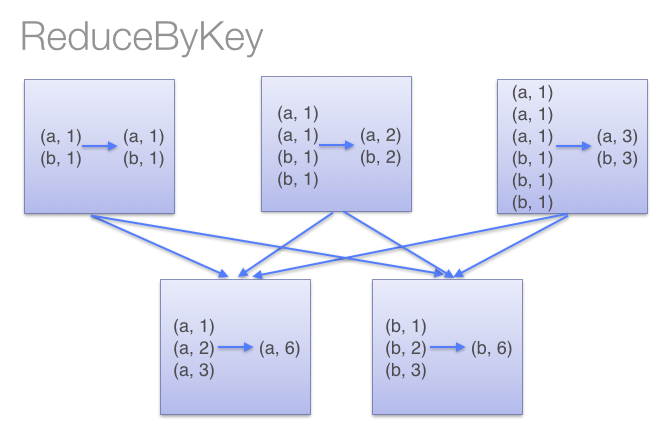 ReduceByKey
(a, 1) (a, 1)
(b, 1) (b, 1)
(a, 1)
(a, 1) (a, 2)
(b, 1) (b, 2)
(b, 1)
(a, 1)
(a, 1)
(a, 1) (a, 3)
(b, 1) (b, 3)
(b, 1)
(b, 1)
(a, 1)
(a, 2) (a, 6)
(a, 3)
(b, 1)
(b, 2) (b, 6)
(b, 3)